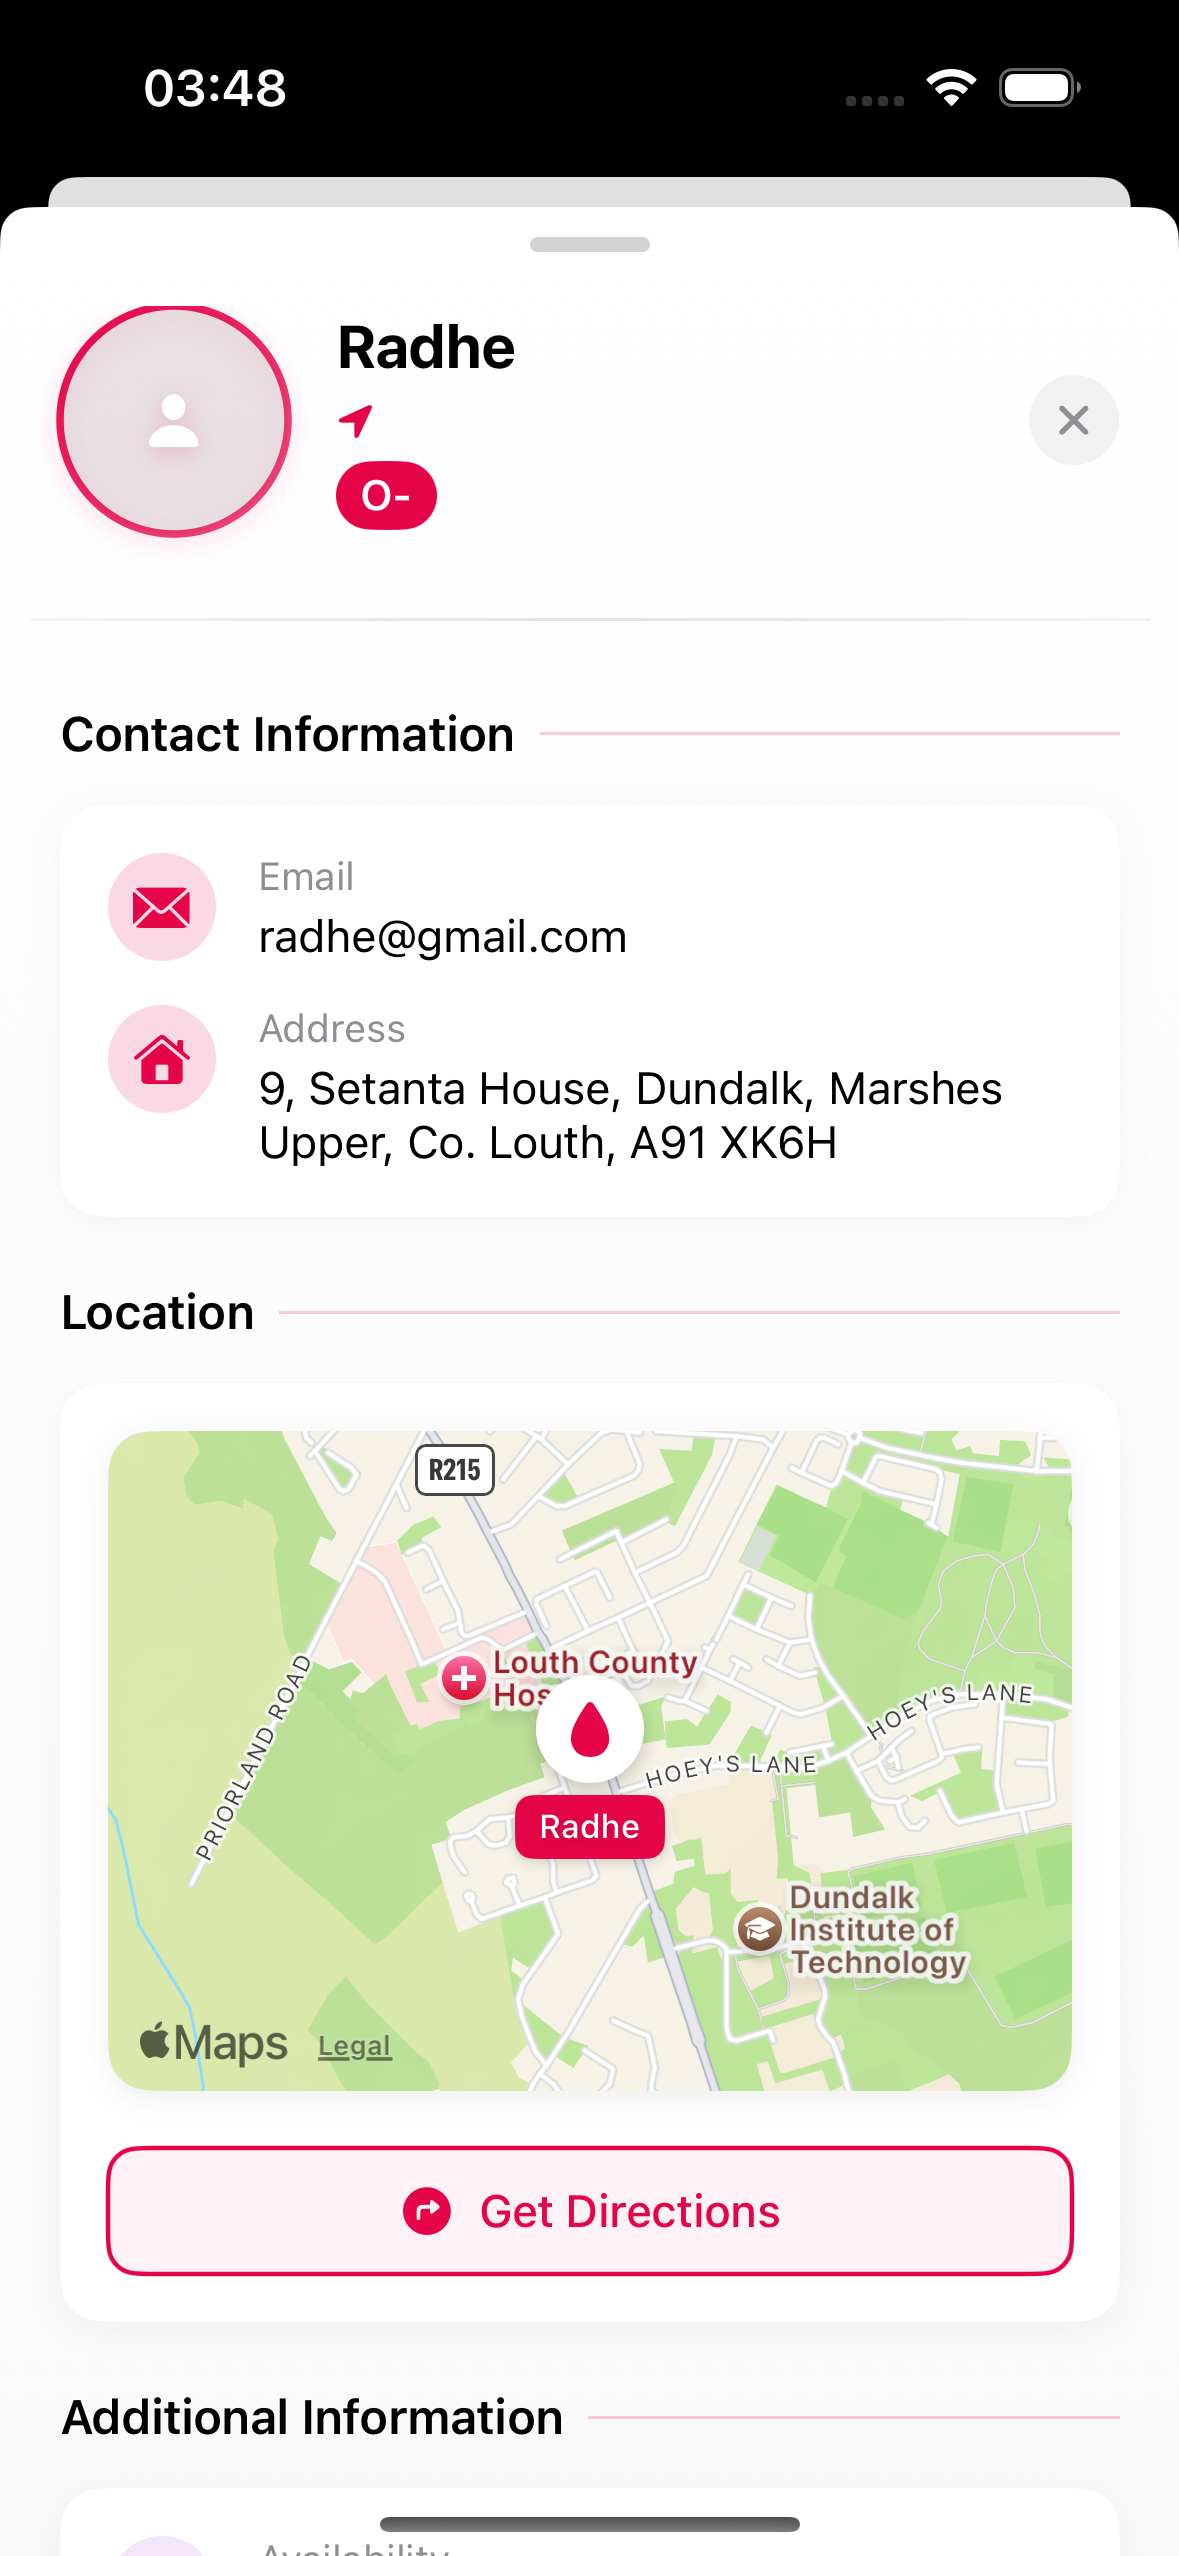 03:48
Radhe
O-
Contact Information
Email
radhe@gmail.com
Address
9, Setanta House, Dundalk, Marshes
Upper, Co. Louth, A91 XK6H
Location
R215
Louth County
Hos
PRIORLAND ROAD
HOEY'S LANE
HOEY'S LANE
Radhe
Dundalk
Institute of
Technology
Maps
Legal
Get Directions
Additional Information
Availability